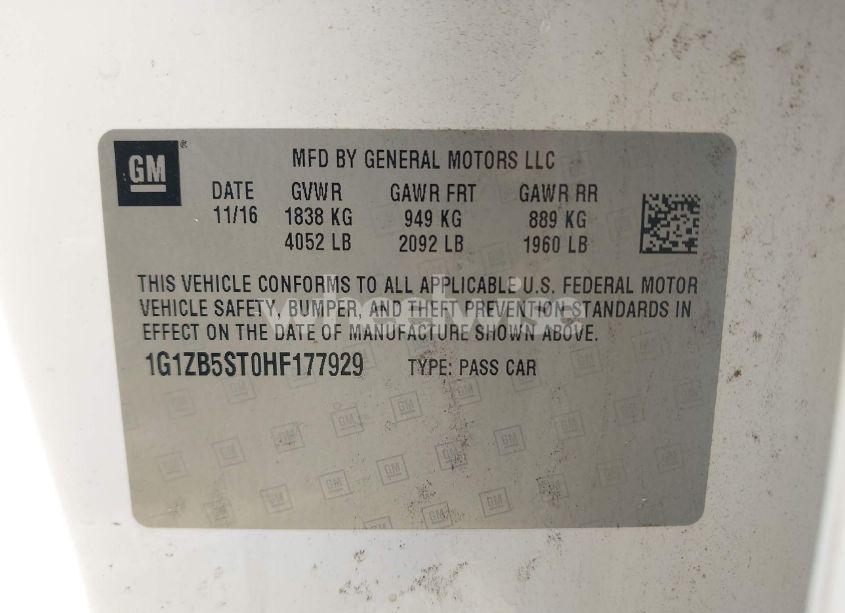 GM
MFD BY GENERAL MOTORS LLC
DATE GVWR GAWR FRT GAWR RR
11/16 1838 KG 949 KG 889 KG
4052 LB 2092 LB 1960 LB
THIS VEHICLE CONFORMS TO ALL APPLICABLE U.S. FEDERAL MOTOR
VEHICLE SAFETY, BUMPER, AND THEFT PREVENTION STANDARDS IN
EFFECT ON THE DATE OF MANUFACTURE SHOWN ABOVE.
1G1ZB5ST0HF177929 TYPE: PASS CAR